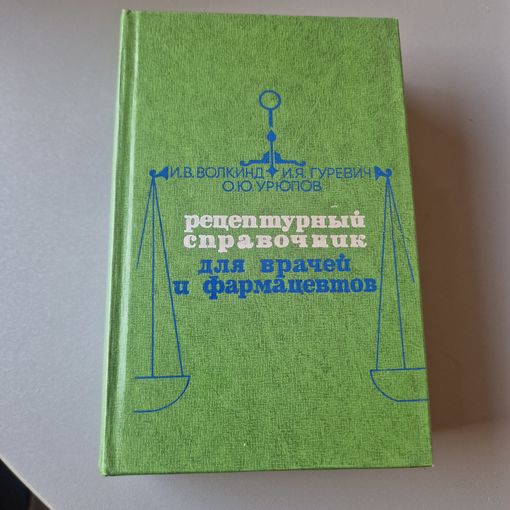 И.В.ВОЛКИНД И.Я.ГУРЕВИЧ
О.Ю.УРЮПОВ
рецептурный
справочник
для врачей
и фармацевтов